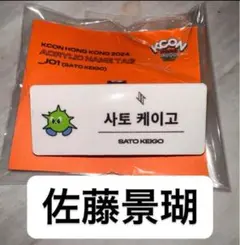 KCON HONG KONG 2024
ACRYLIC NAME TAG
_JO1 (SATO KEIGO)
KCON
사토 케이고
SATO KEIGO
佐藤景瑚